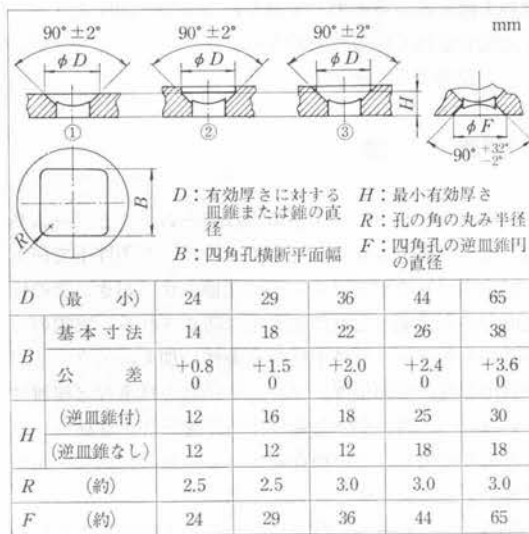 mm
90°±2° 90°±2° 90°±2°
φD φD φD
H
φF
① ② ③
90° +32° −2°
B
R
D：有効厚さに対する皿錐または錐の直径
B：四角孔横断平面幅
H：最小有効厚さ
R：孔の角の丸み半径
F：四角孔の逆皿錐円の直径
D (最 小) 24 29 36 44 65
B 基本寸法 14 18 22 26 38
公 差 +0.8 0 +1.5 0 +2.0 0 +2.4 0 +3.6 0
H (逆皿錐付) 12 16 18 25 30
(逆皿錐なし) 12 12 12 18 18
R (約) 2.5 2.5 3.0 3.0 3.0
F (約) 24 29 36 44 65